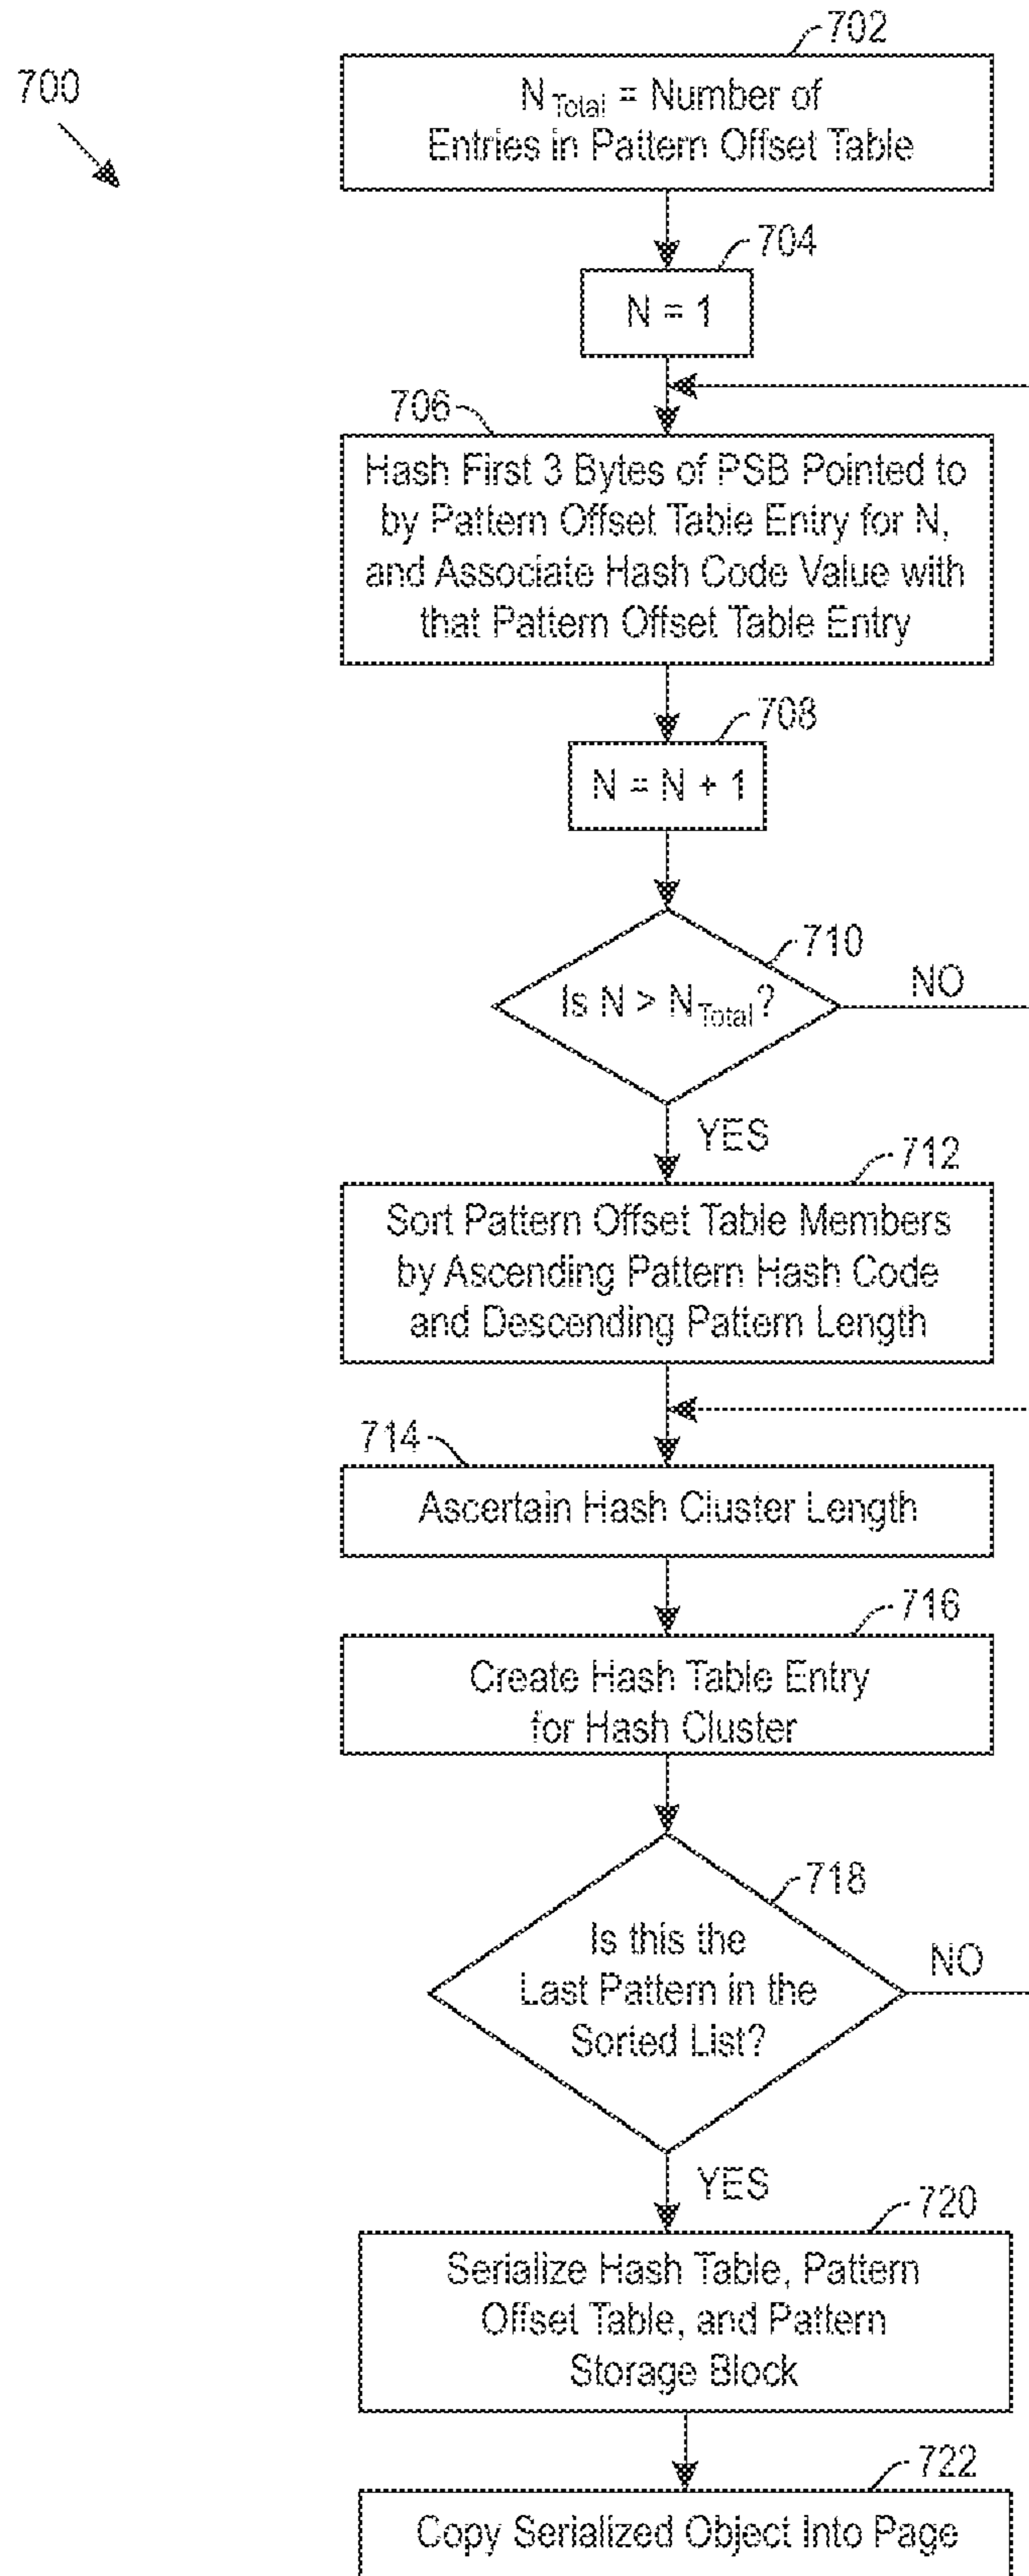 700
702
N Total = Number of
Entries in Pattern Offset Table
704
N = 1
706
Hash First 3 Bytes of PSB Pointed to
by Pattern Offset Table Entry for N,
and Associate Hash Code Value with
that Pattern Offset Table Entry
708
N = N + 1
710
Is N > N Total?
NO
YES
712
Sort Pattern Offset Table Members
by Ascending Pattern Hash Code
and Descending Pattern Length
714
Ascertain Hash Cluster Length
716
Create Hash Table Entry
for Hash Cluster
718
Is this the
Last Pattern in the
Sorted List?
NO
YES
720
Serialize Hash Table, Pattern
Offset Table, and Pattern
Storage Block
722
Copy Serialized Object Into Page